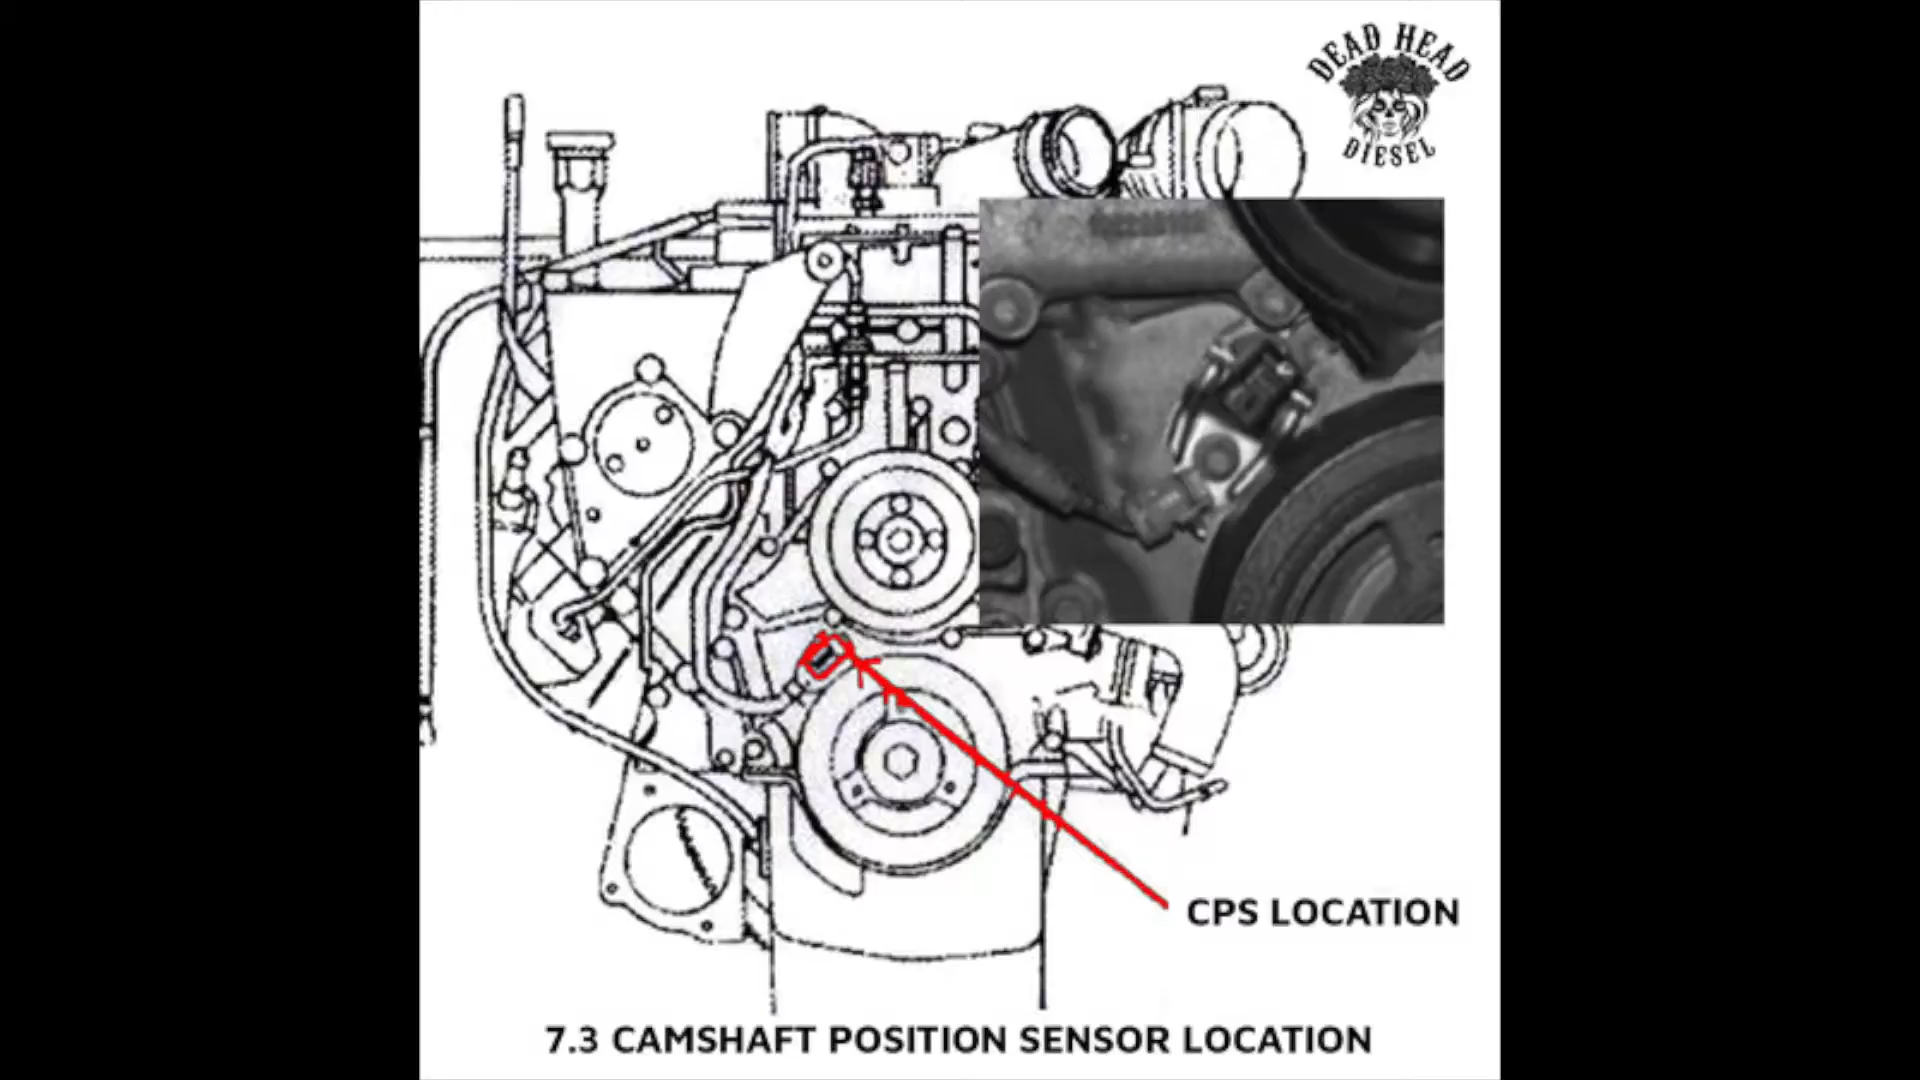 DEAD HEAD
DIESEL
CPS LOCATION
7.3 CAMSHAFT POSITION SENSOR LOCATION